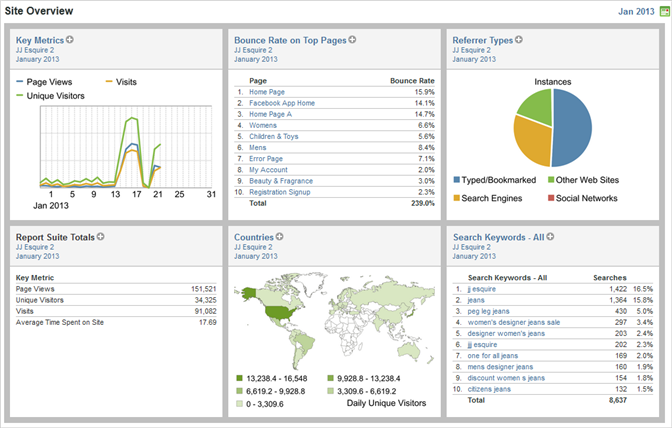 Site Overview
Jan 2013
Key Metrics
JJ Esquire 2
January 2013
Page Views
Visits
Unique Visitors
1 5 9 13 17 21 25 31
Jan 2013
Bounce Rate on Top Pages
JJ Esquire 2
January 2013
Page Bounce Rate
1. Home Page 15.9%
2. Facebook App Home 14.1%
3. Home Page A 14.7%
4. Womens 6.6%
5. Children & Toys 5.6%
6. Mens 8.4%
7. Error Page 7.1%
8. My Account 2.0%
9. Beauty & Fragrance 3.0%
10. Registration Signup 2.3%
Total 239.0%
Referrer Types
JJ Esquire 2
January 2013
Instances
Typed/Bookmarked
Other Web Sites
Search Engines
Social Networks
Report Suite Totals
JJ Esquire 2
January 2013
Key Metric
Page Views 151,521
Unique Visitors 34,325
Visits 91,082
Average Time Spent on Site 17.69
Countries
JJ Esquire 2
January 2013
13,238.4 - 16,548
9,928.8 - 13,238.4
6,619.2 - 9,928.8
3,309.6 - 6,619.2
0 - 3,309.6
Daily Unique Visitors
Search Keywords - All
JJ Esquire 2
January 2013
Search Keywords - All Searches
1. jj esquire 1,422 16.5%
2. jeans 1,364 15.8%
3. peg leg jeans 430 5.0%
4. women's designer jeans sale 297 3.4%
5. women's designer jeans 203 2.4%
6. jjj esquire 202 2.3%
7. one for all jeans 169 2.0%
8. mens designer jeans 160 1.9%
9. discount women s jeans 154 1.8%
10. citizens jeans 132 1.5%
Total 8,637